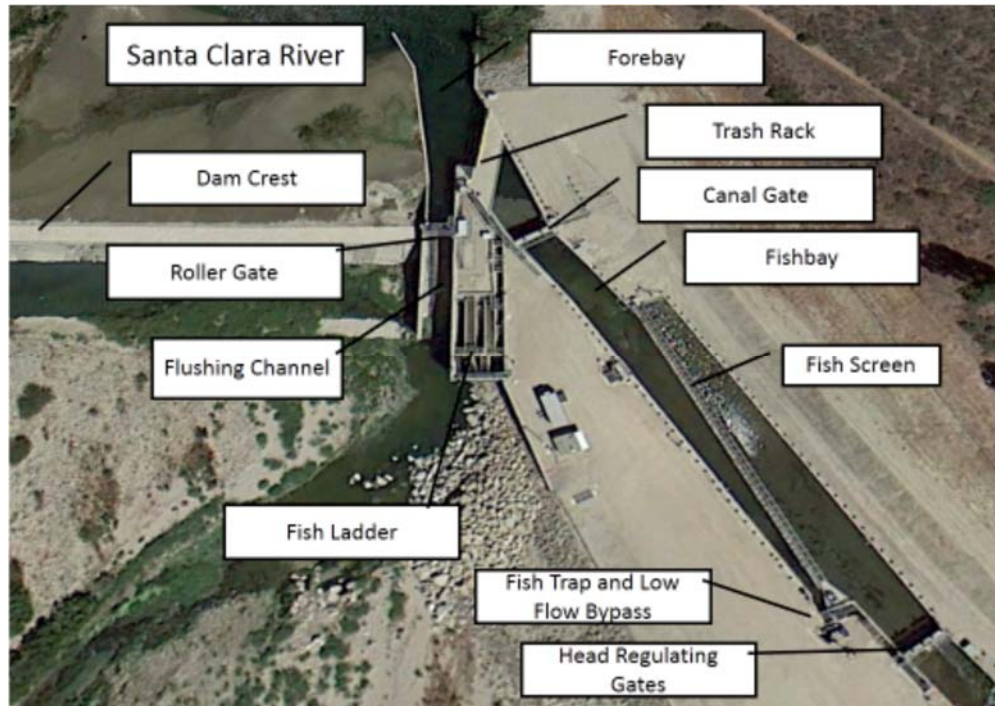 Santa Clara River
Forebay
Trash Rack
Dam Crest
Canal Gate
Fishbay
Roller Gate
Flushing Channel
Fish Screen
Fish Ladder
Fish Trap and Low
Flow Bypass
Head Regulating
Gates